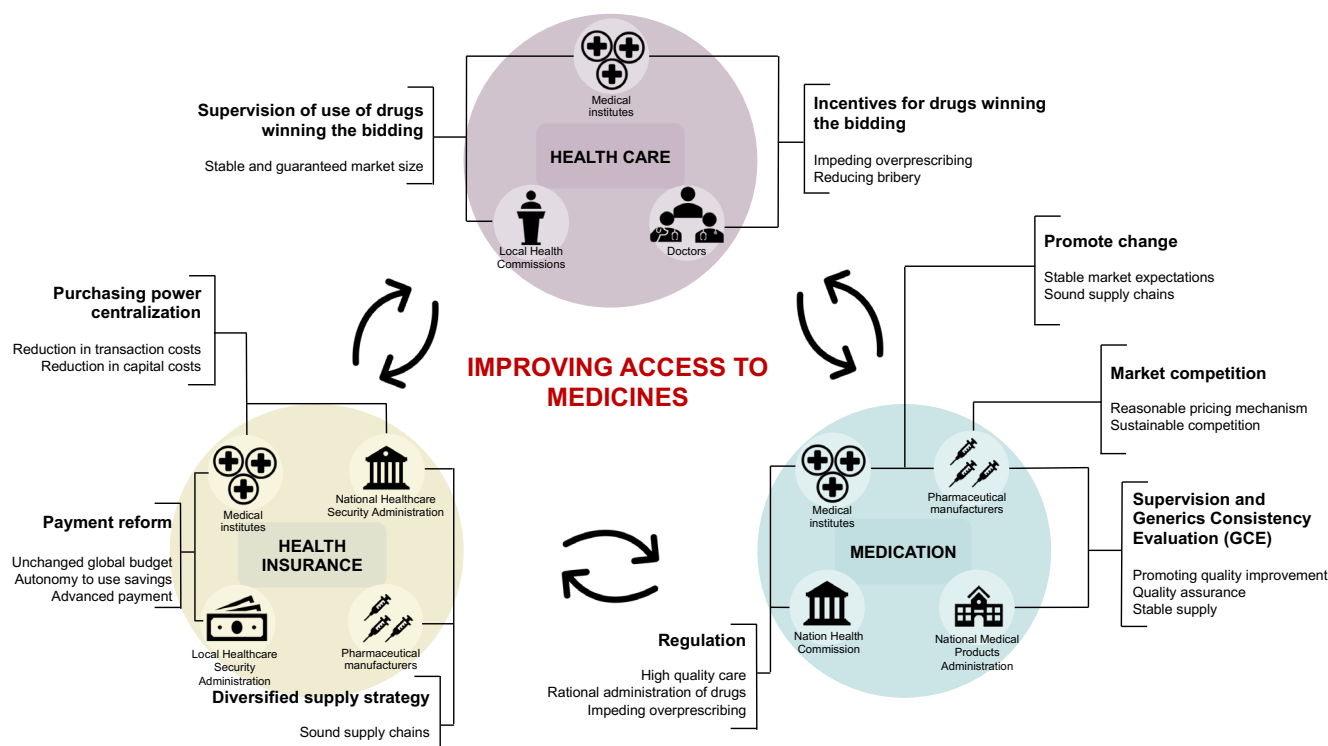 Medical
institutes
HEALTH CARE
Local Health
Commissions
Doctors
Supervision of use of drugs
winning the bidding
Stable and guaranteed market size
Incentives for drugs winning
the bidding
Impeding overprescribing
Reducing bribery
Promote change
Stable market expectations
Sound supply chains
Purchasing power
centralization
Reduction in transaction costs
Reduction in capital costs
IMPROVING ACCESS TO
MEDICINES
Market competition
Reasonable pricing mechanism
Sustainable competition
Medical
institutes
National Healthcare
Security Administration
HEALTH
INSURANCE
Local Healthcare
Security
Administration
Pharmaceutical
manufacturers
Payment reform
Unchanged global budget
Autonomy to use savings
Advanced payment
Diversified supply strategy
Sound supply chains
Medical
institutes
Pharmaceutical
manufacturers
MEDICATION
Nation Health
Commission
National Medical
Products
Administration
Supervision and
Generics Consistency
Evaluation (GCE)
Promoting quality improvement
Quality assurance
Stable supply
Regulation
High quality care
Rational administration of drugs
Impeding overprescribing